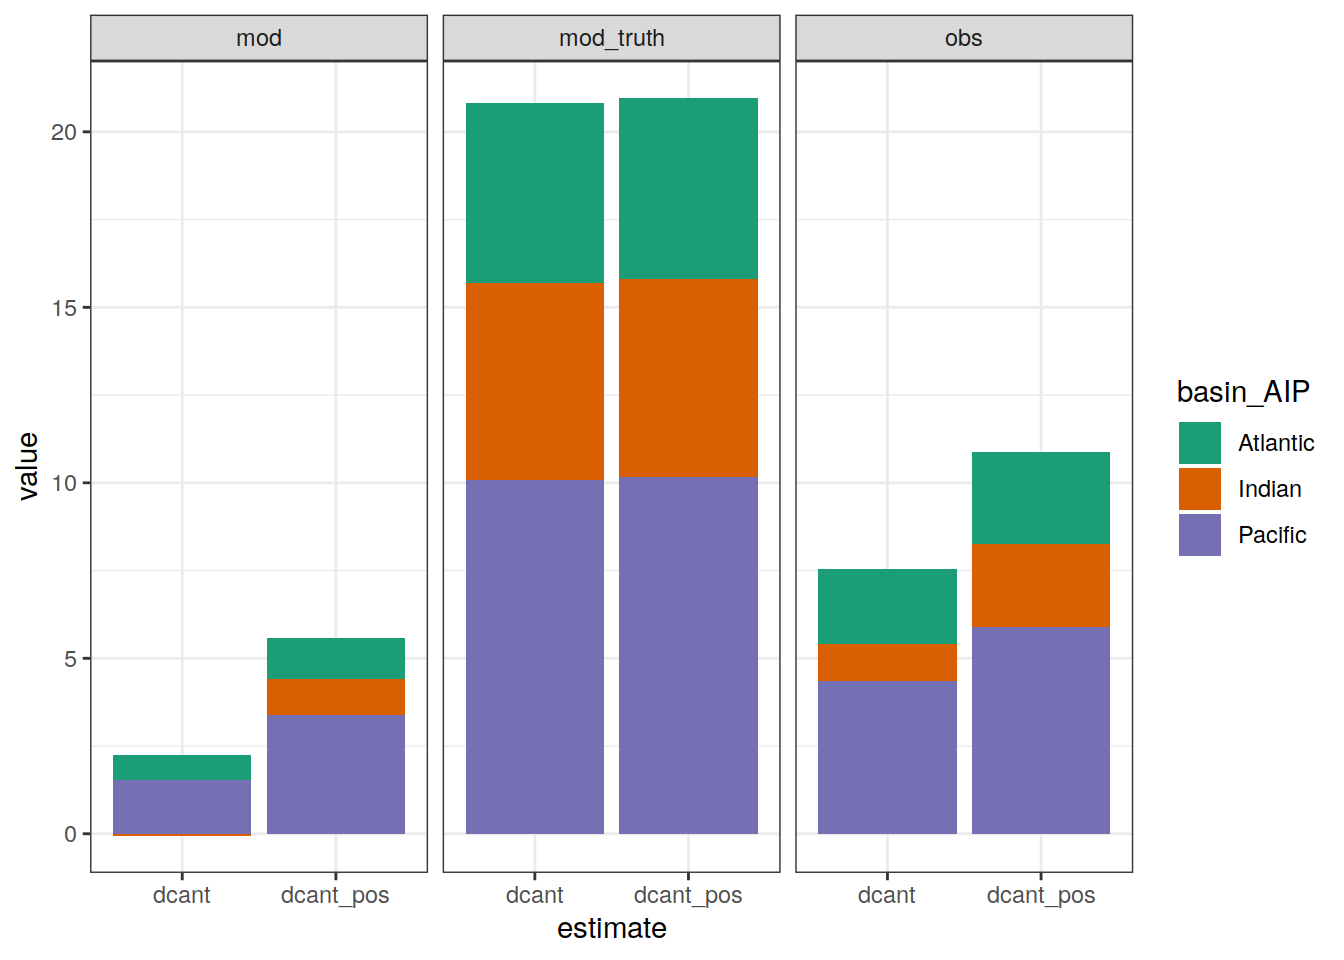 mod
mod_truth
obs
value
20
15
10
5
0
dcant
dcant_pos
dcant
dcant_pos
dcant
dcant_pos
estimate
basin_AIP
Atlantic
Indian
Pacific